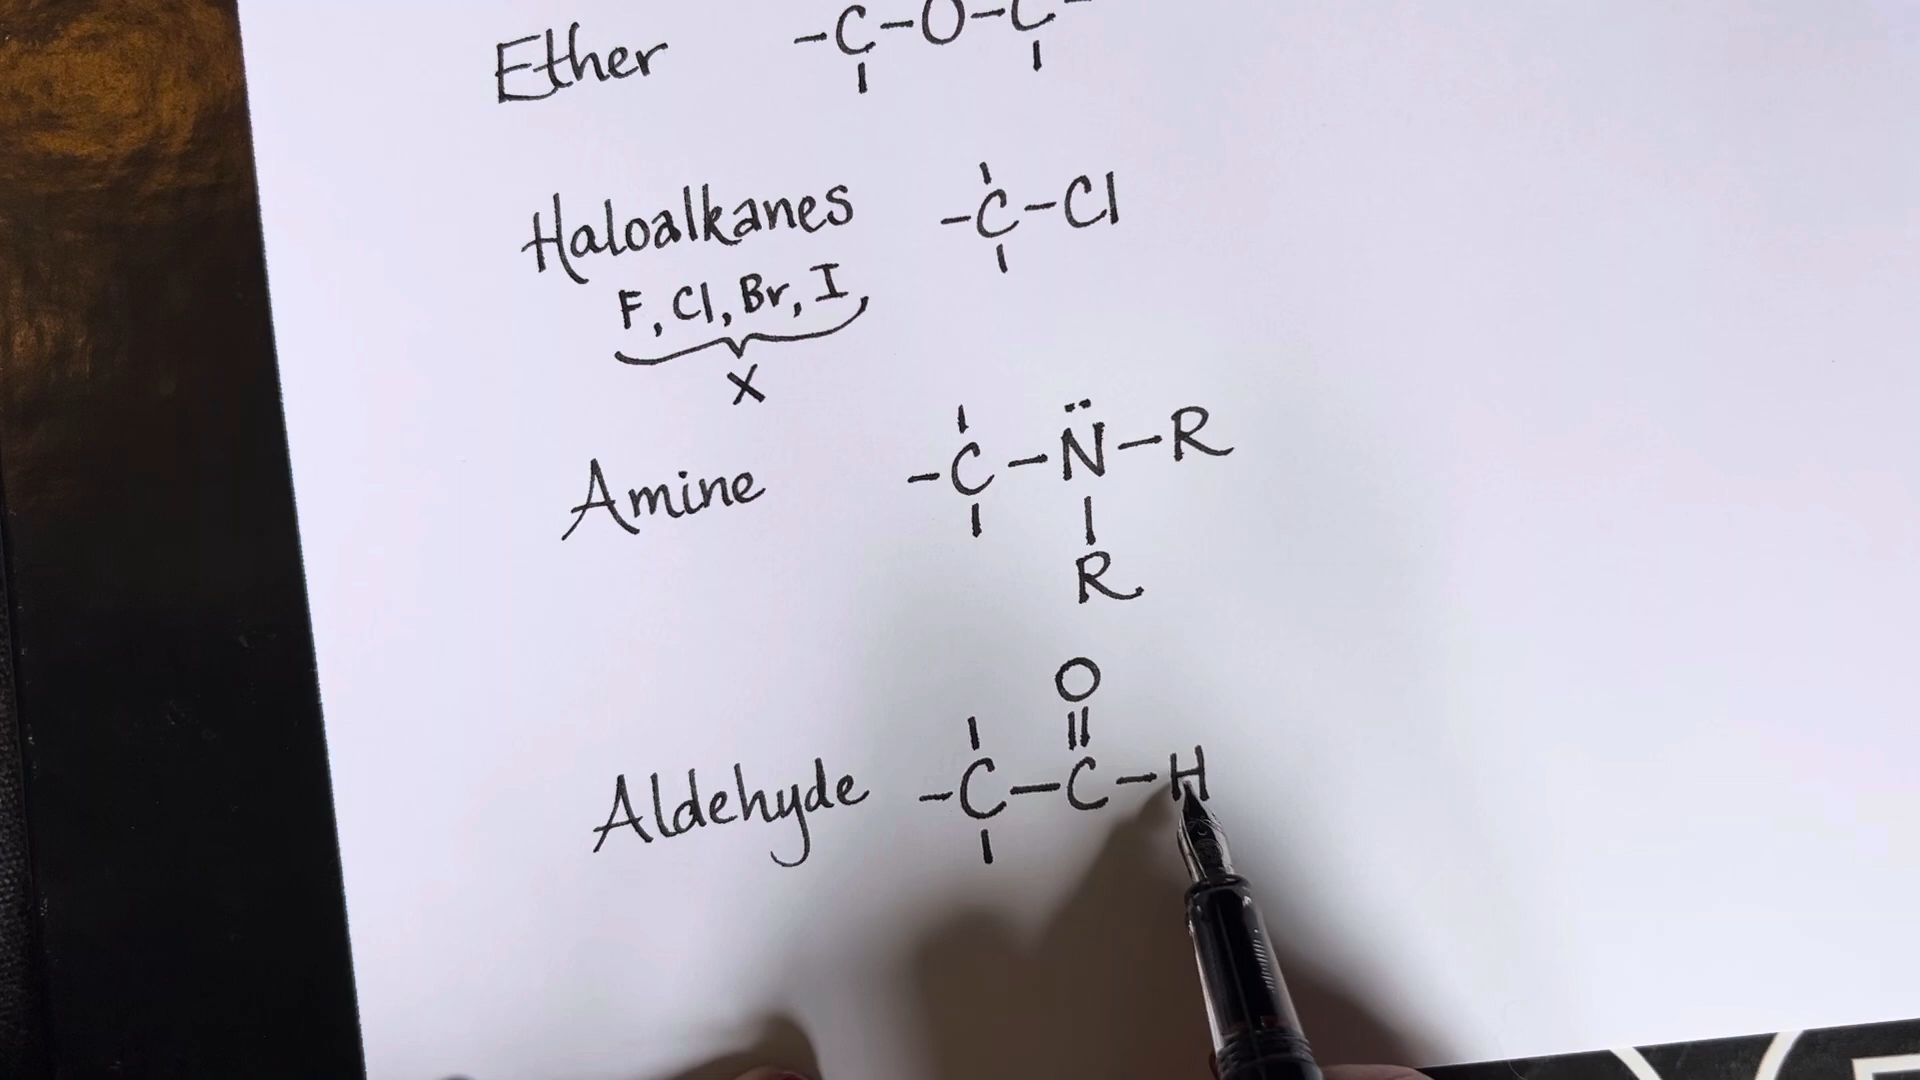 Ether -C-O-C-
Haloalkanes -C-Cl
F, Cl, Br, I,
X
Amine -C-N-R
R
O
Aldehyde -C-C-H